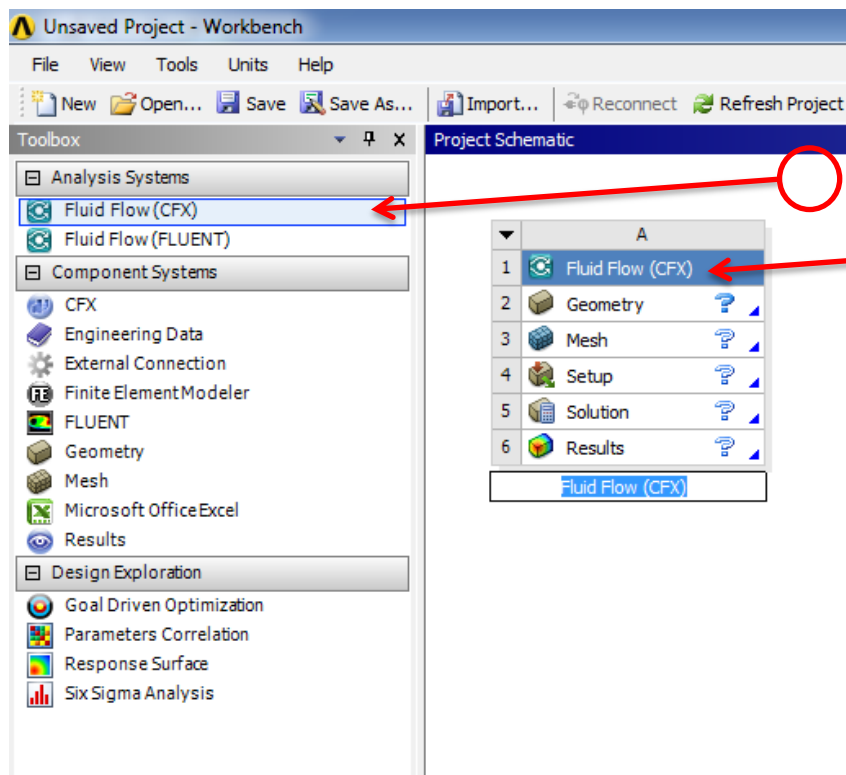 Unsaved Project - Workbench
File View Tools Units Help
New Open... Save Save As... Import... Reconnect Refresh Project
Toolbox
Project Schematic
Analysis Systems
Fluid Flow (CFX)
Fluid Flow (FLUENT)
Component Systems
CFX
Engineering Data
External Connection
Finite Element Modeler
FLUENT
Geometry
Mesh
Microsoft Office Excel
Results
Design Exploration
Goal Driven Optimization
Parameters Correlation
Response Surface
Six Sigma Analysis
A
1 Fluid Flow (CFX)
2 Geometry ?
3 Mesh ?
4 Setup ?
5 Solution ?
6 Results ?
Fluid Flow (CFX)